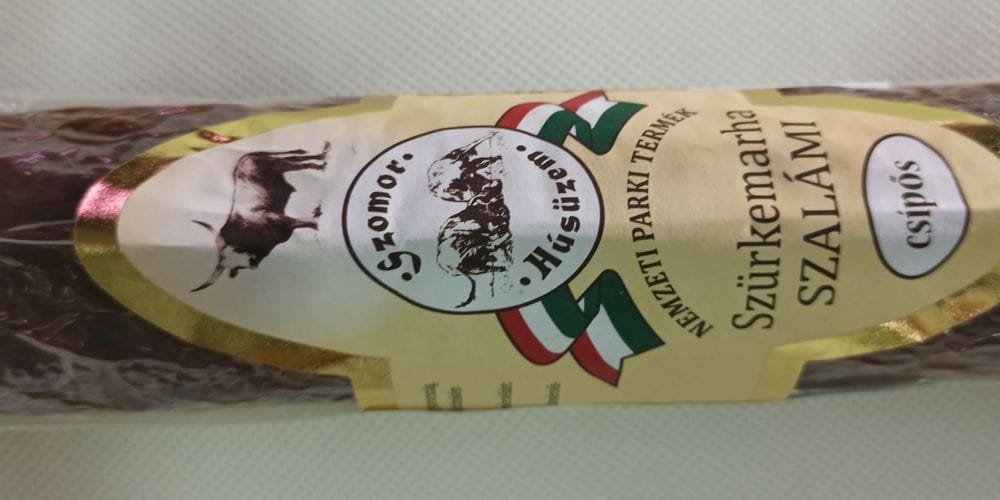 ·Szomor·
·Húsüzem·
NEMZETI PARKI TERMÉK
Szürkemarha
SZALÁMI
csípős